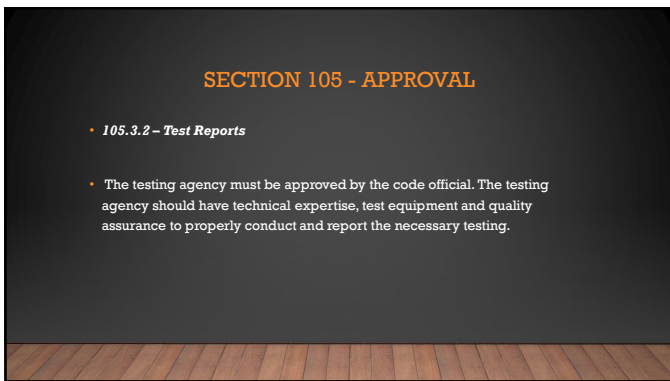 SECTION 105 - APPROVAL
• 105.3.2 – Test Reports
• The testing agency must be approved by the code official. The testing
agency should have technical expertise, test equipment and quality
assurance to properly conduct and report the necessary testing.